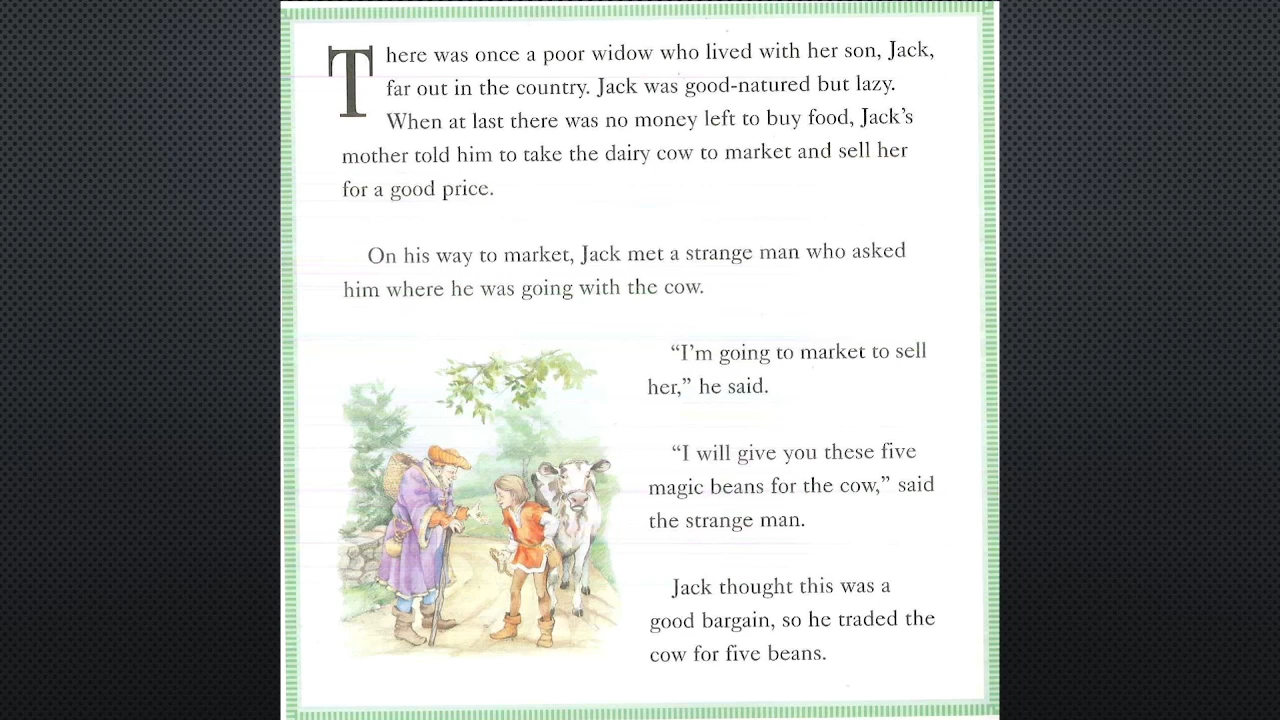 There was once a poor widow who lived with her son, Jack,
far out in the country. Jack was good-natured but lazy.
When at last there was no money left to buy food, Jack's
mother told him to take the dairy cow to market and sell her
for a good price.
On his way to market, Jack met a strange man who asked
him where he was going with the cow.
“I'm going to market to sell
her,” he said.
“I will give you these five
magic beans for the cow,” said
the strange man.
Jack thought this was a
good bargain, so he traded the
cow for five beans.